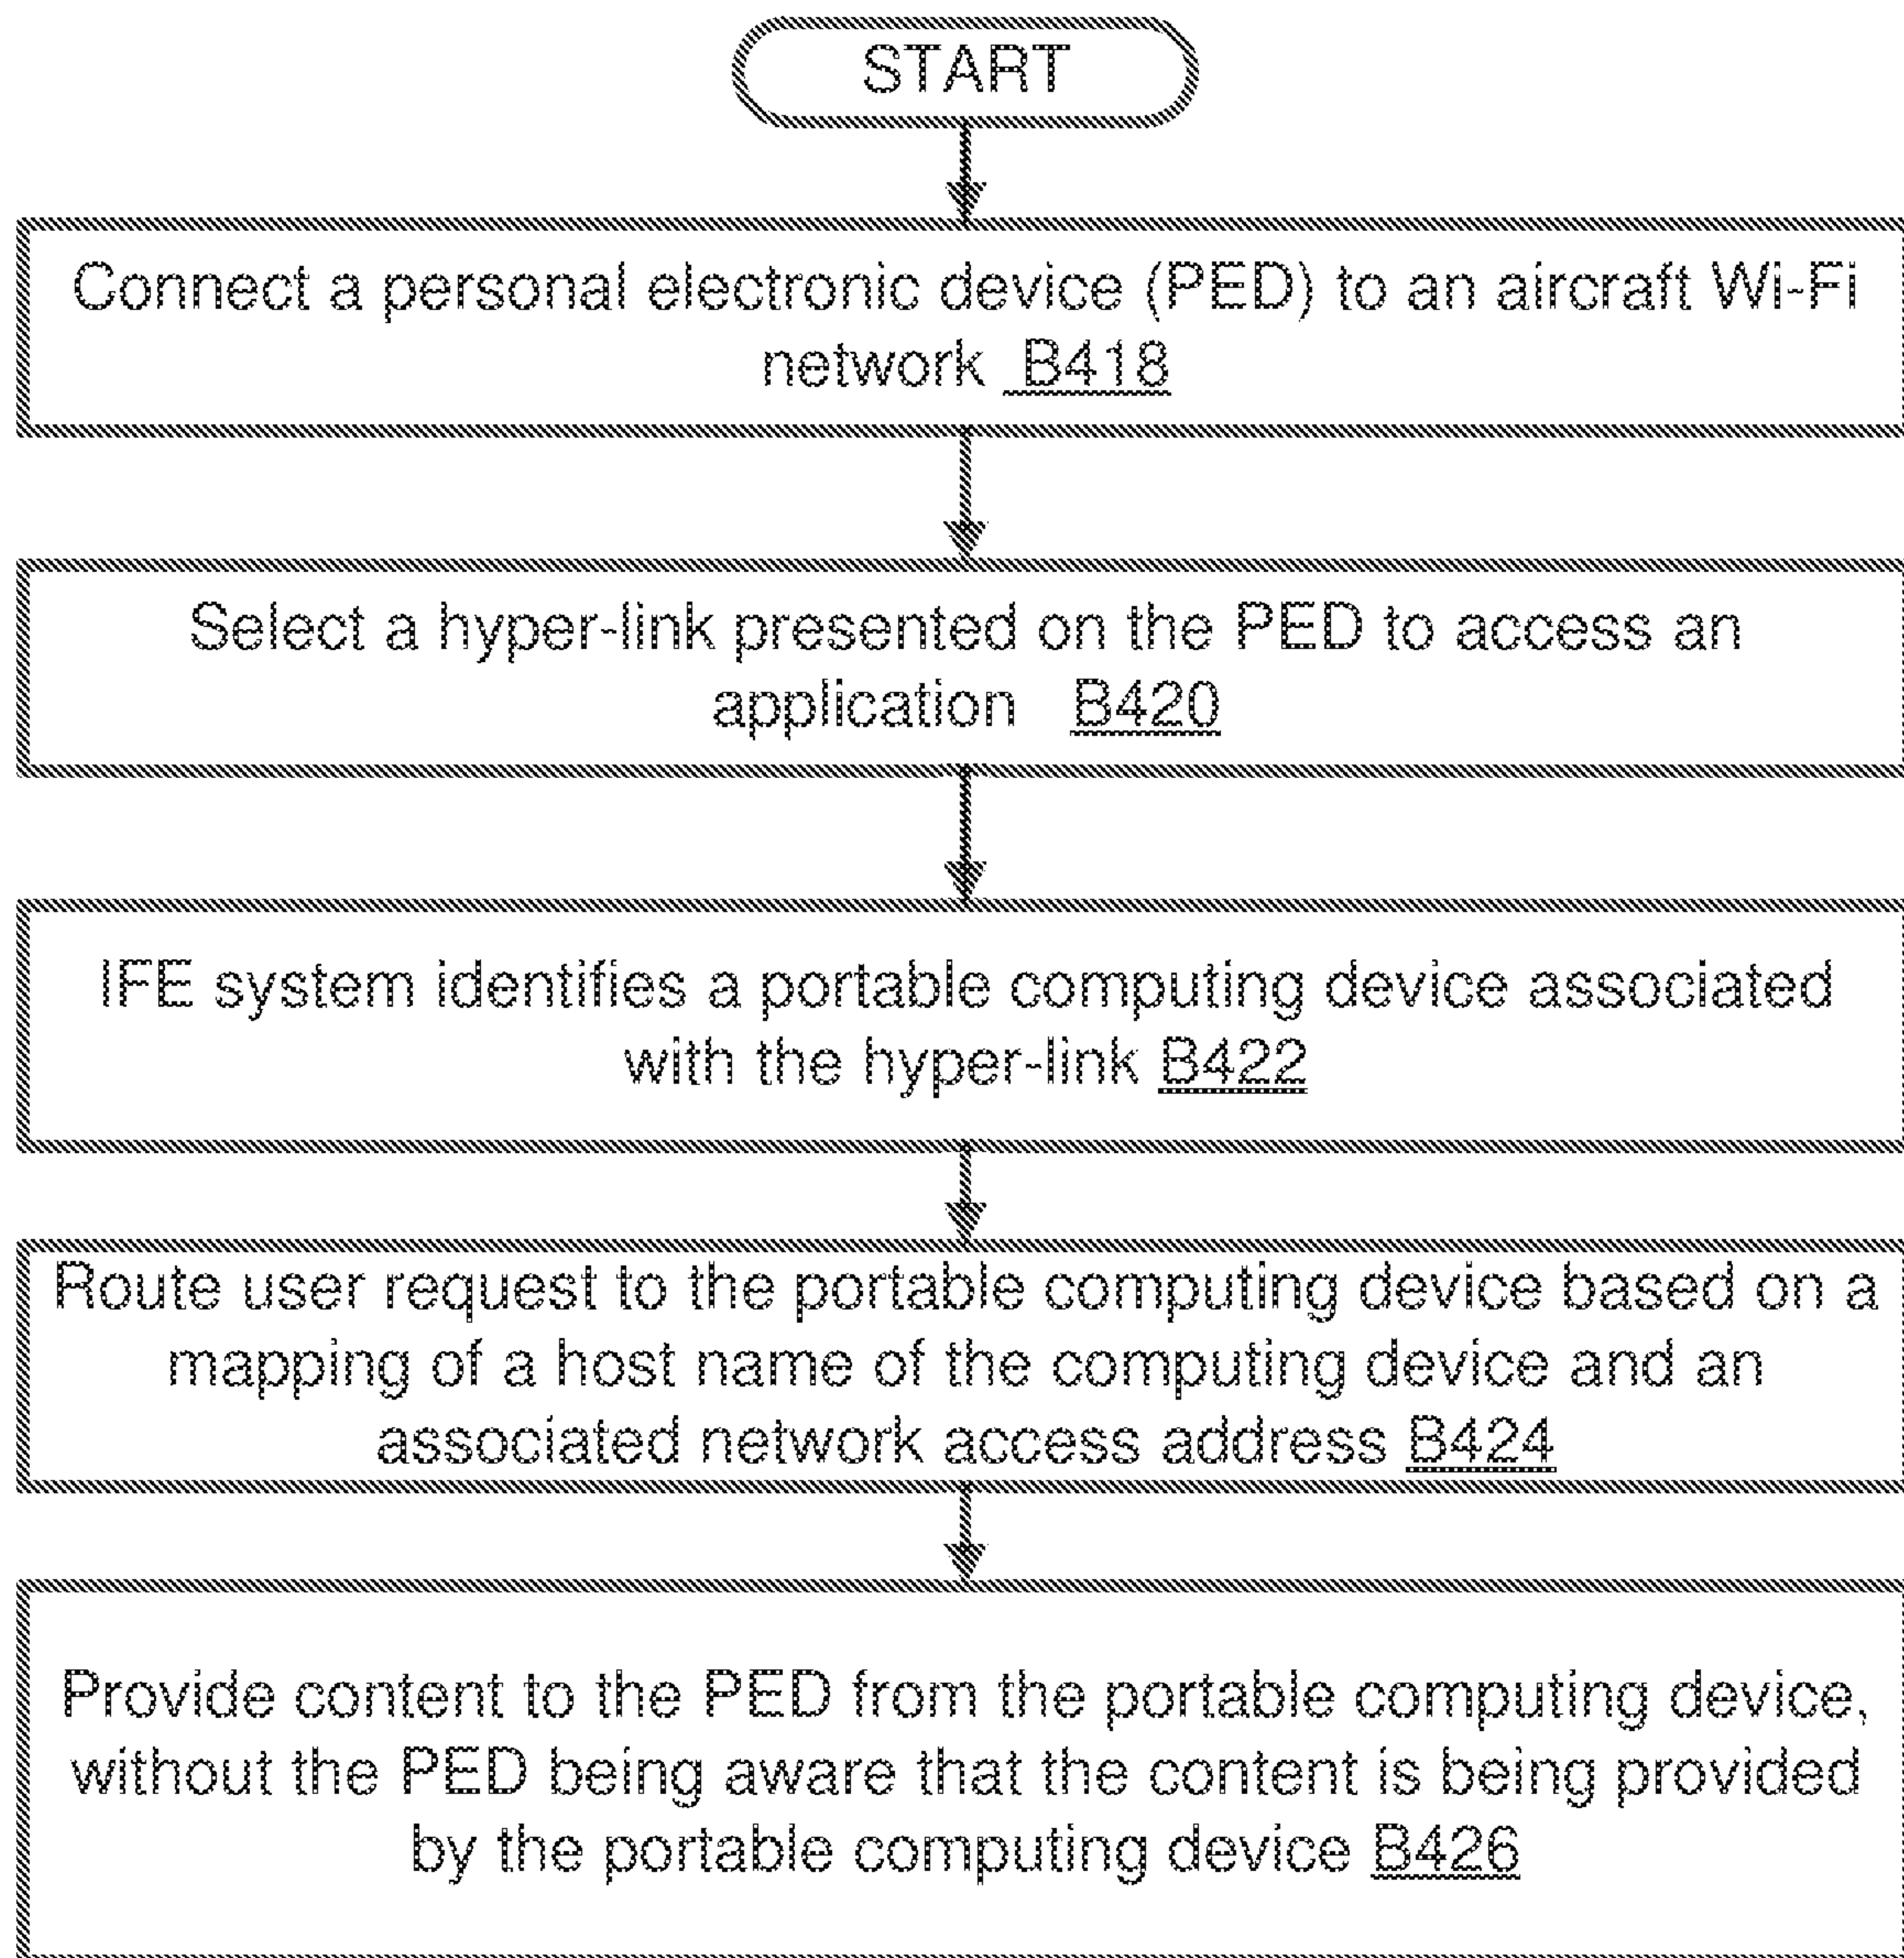 START
Connect a personal electronic device (PED) to an aircraft Wi-Fi
network B418
Select a hyper-link presented on the PED to access an
application B420
IFE system identifies a portable computing device associated
with the hyper-link B422
Route user request to the portable computing device based on a
mapping of a host name of the computing device and an
associated network access address B424
Provide content to the PED from the portable computing device,
without the PED being aware that the content is being provided
by the portable computing device B426